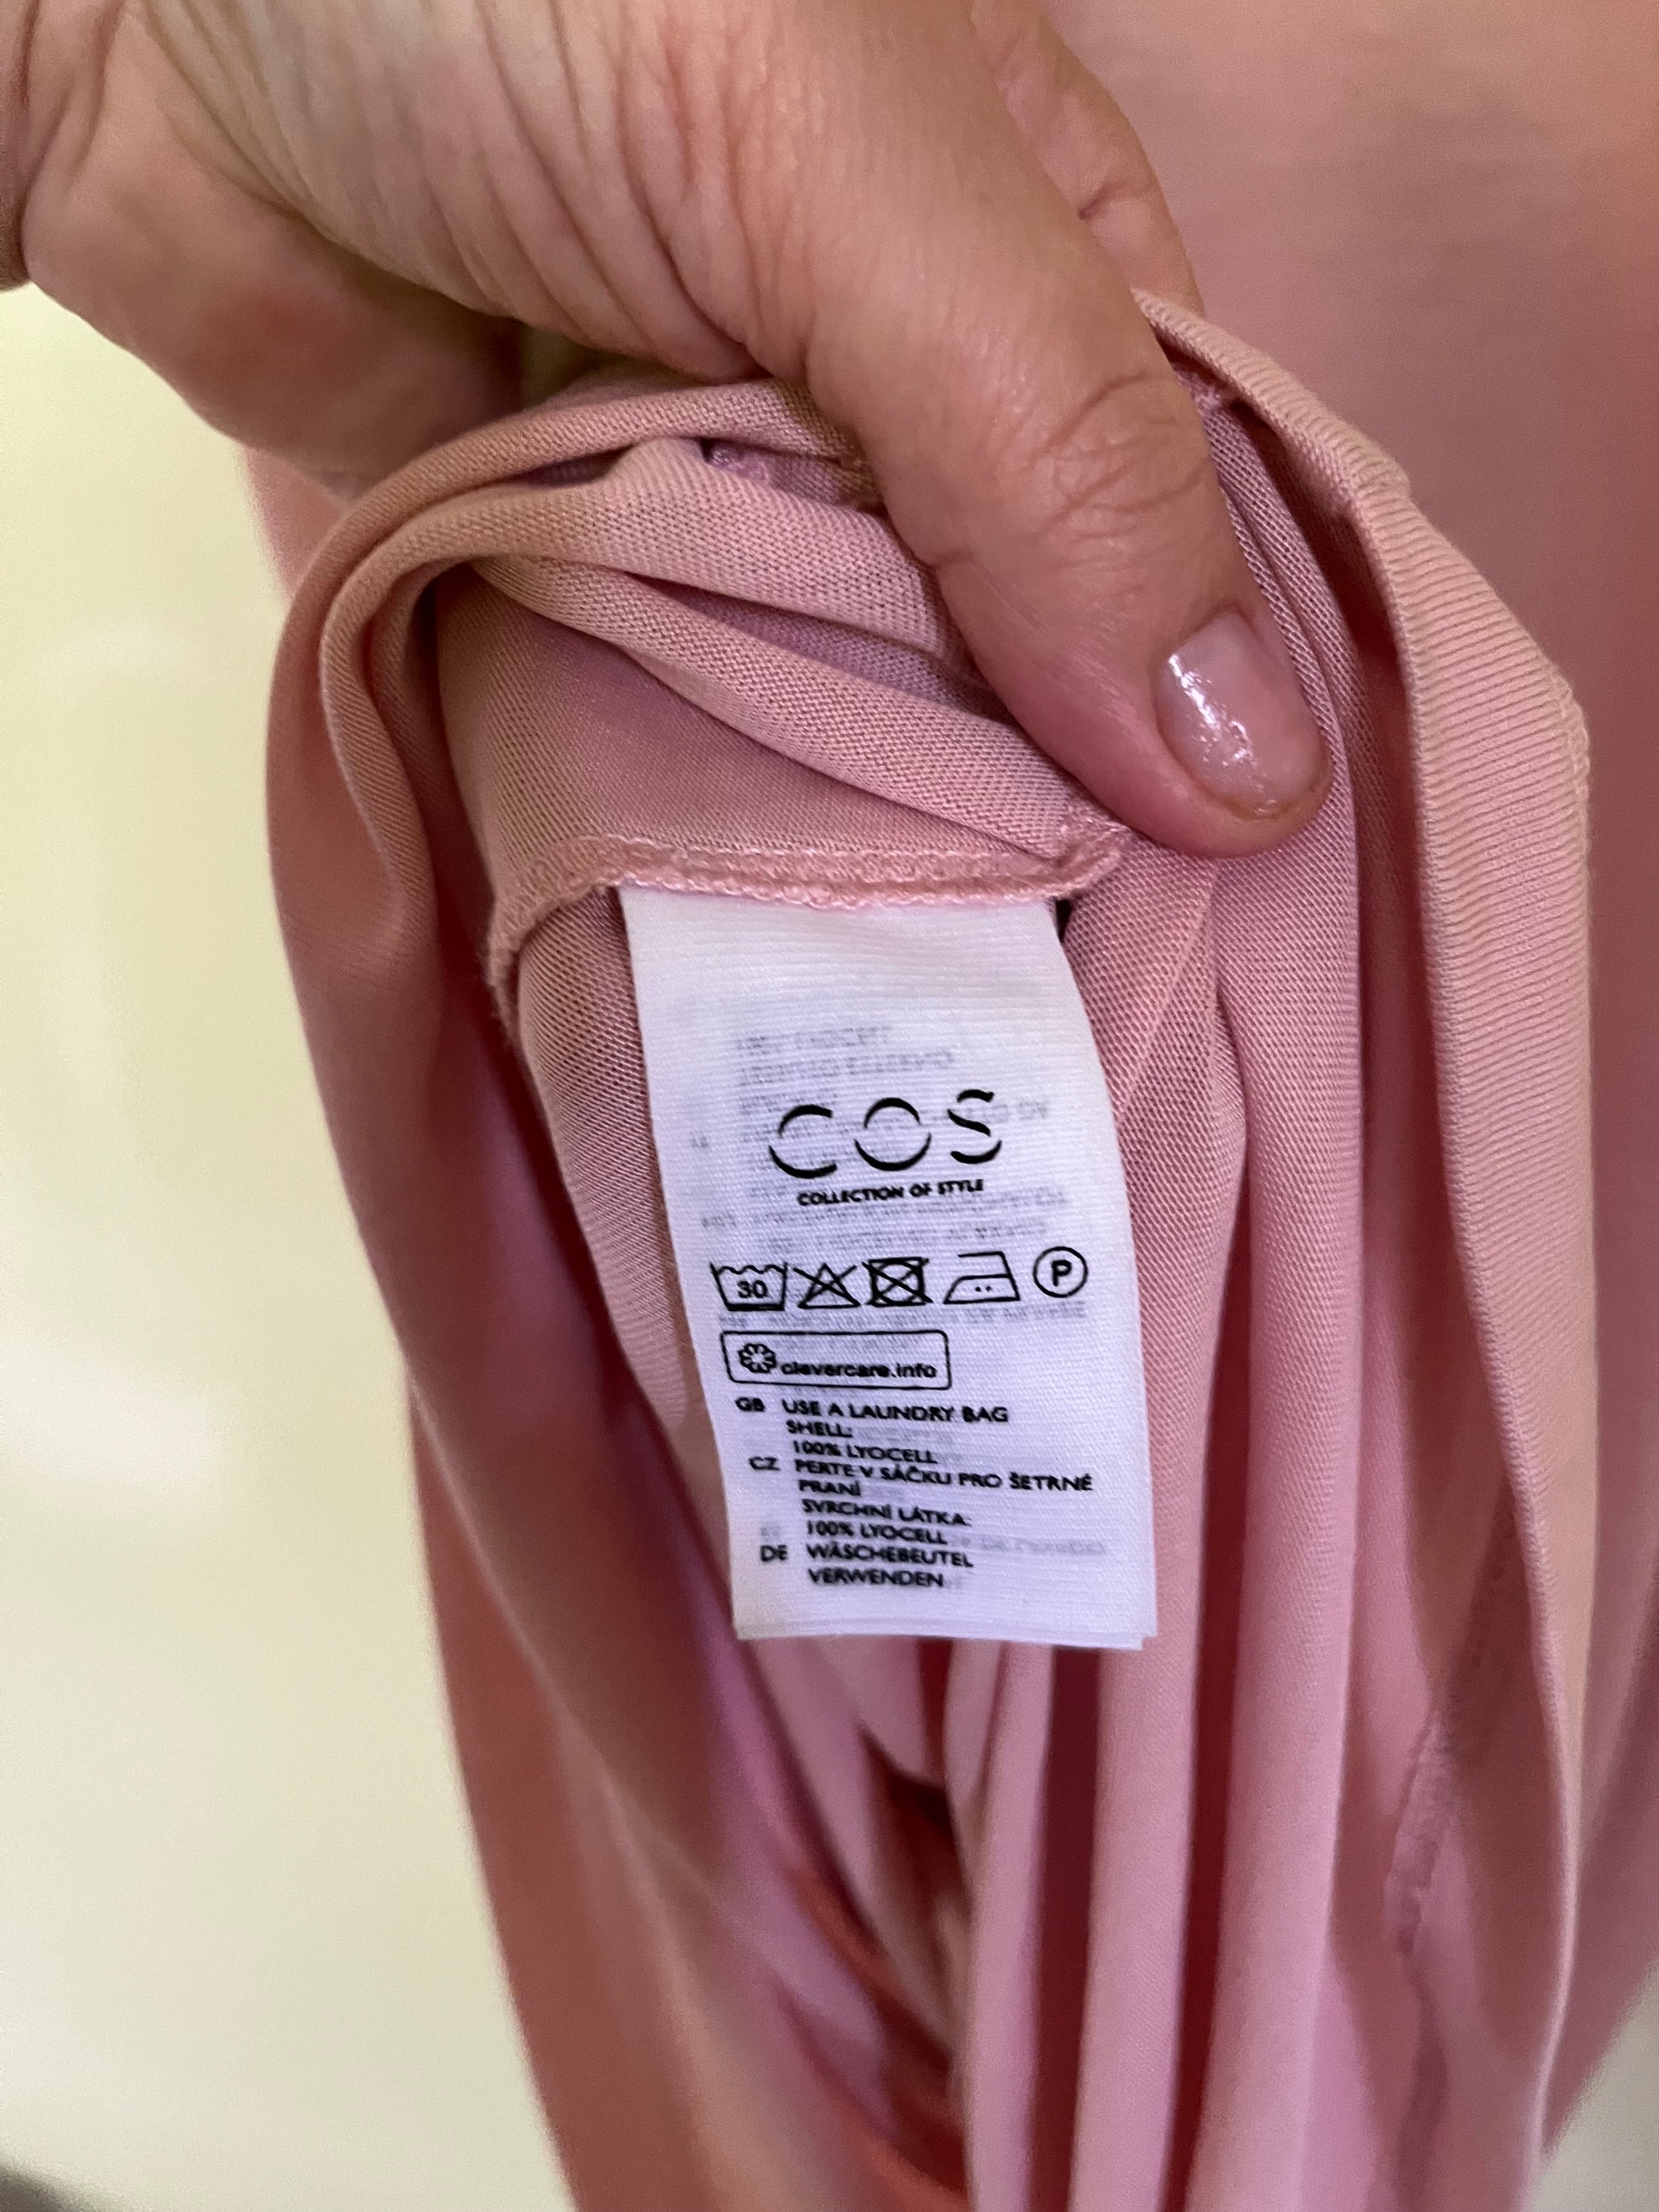 COS
COLLECTION OF STYLE
30 P
clevercare.info
GB USE A LAUNDRY BAG
SHELL:
100% LYOCELL
CZ PERTE V SÁČKU PRO ŠETRNÉ
PRANÍ
SVRCHNÍ LÁTKA:
100% LYOCELL
DE WÄSCHEBEUTEL
VERWENDEN